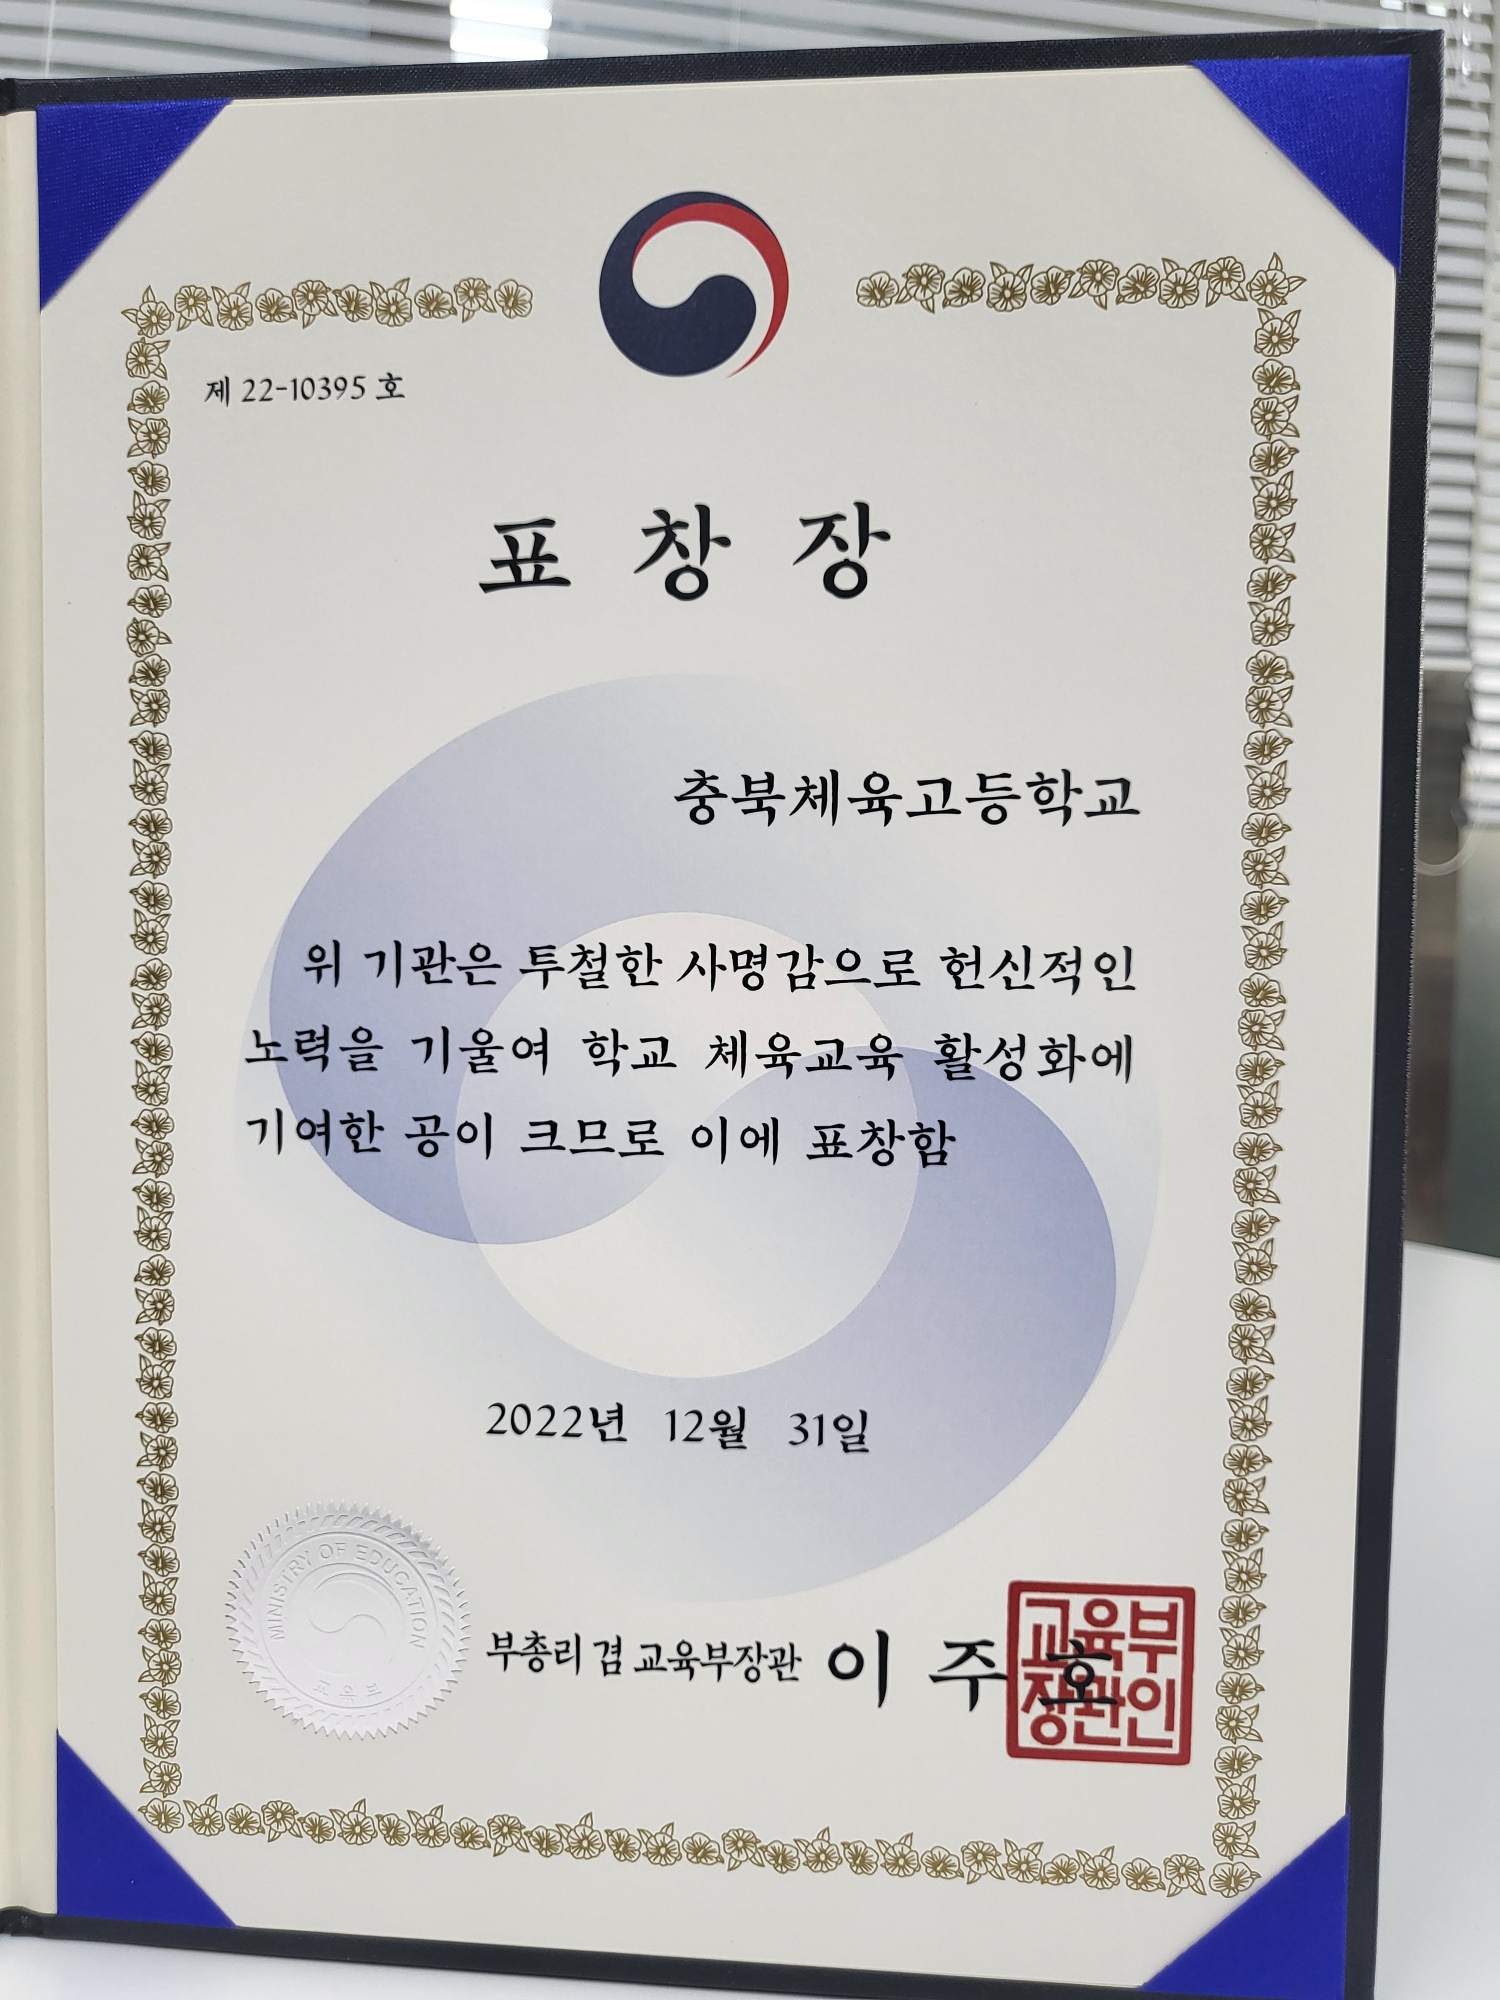 제 22-10395 호
표 창 장
충북체육고등학교
위 기관은 투철한 사명감으로 헌신적인
노력을 기울여 학교 체육교육 활성화에
기여한 공이 크므로 이에 표창함
2022년 12월 31일
MINISTRY OF EDUCATION
교육부
부총리 겸 교육부장관 이 주 호
교육부
장관인